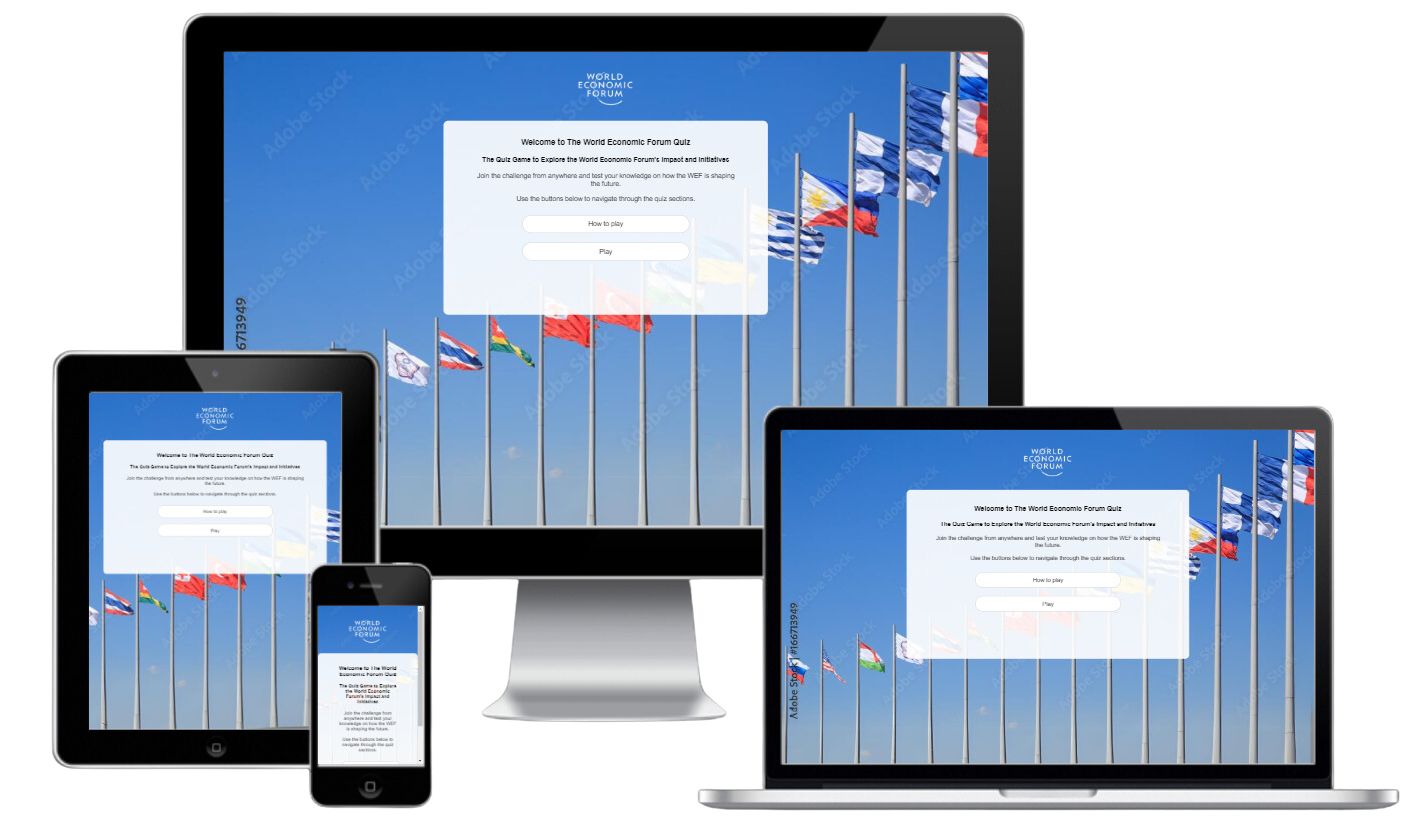 WORLD
ECONOMIC
FORUM
Welcome to The World Economic Forum Quiz
The Quiz Game to Explore the World Economic Forum's Impact and Initiatives
Join the challenge from anywhere and test your knowledge on how the WEF is shaping
the future.
Use the buttons below to navigate through the quiz sections.
How to play
Play
Adobe Stock
Adobe Stock
Adobe Stock
Adobe Stock
6713949
WORLD
ECONOMIC
FORUM
Welcome to The World Economic Forum Quiz
The Quiz Game to Explore the World Economic Forum's Impact and Initiatives
Join the challenge from anywhere and test your knowledge on how the WEF is shaping
the future.
Use the buttons below to navigate through the quiz sections.
How to play
Play
WORLD
ECONOMIC
FORUM
Welcome to The World
Economic Forum Quiz
The Quiz Game to Explore
the World Economic
Forum's Impact and
Initiatives
Join the challenge from
anywhere and test your
knowledge on how the WEF
is shaping the future.
Use the buttons below to
navigate through the quiz
sections.
WORLD
ECONOMIC
FORUM
Welcome to The World Economic Forum Quiz
The Quiz Game to Explore the World Economic Forum's Impact and Initiatives
Join the challenge from anywhere and test your knowledge on how the WEF is shaping
the future.
Use the buttons below to navigate through the quiz sections.
How to play
Play
Adobe Stock | #166713949